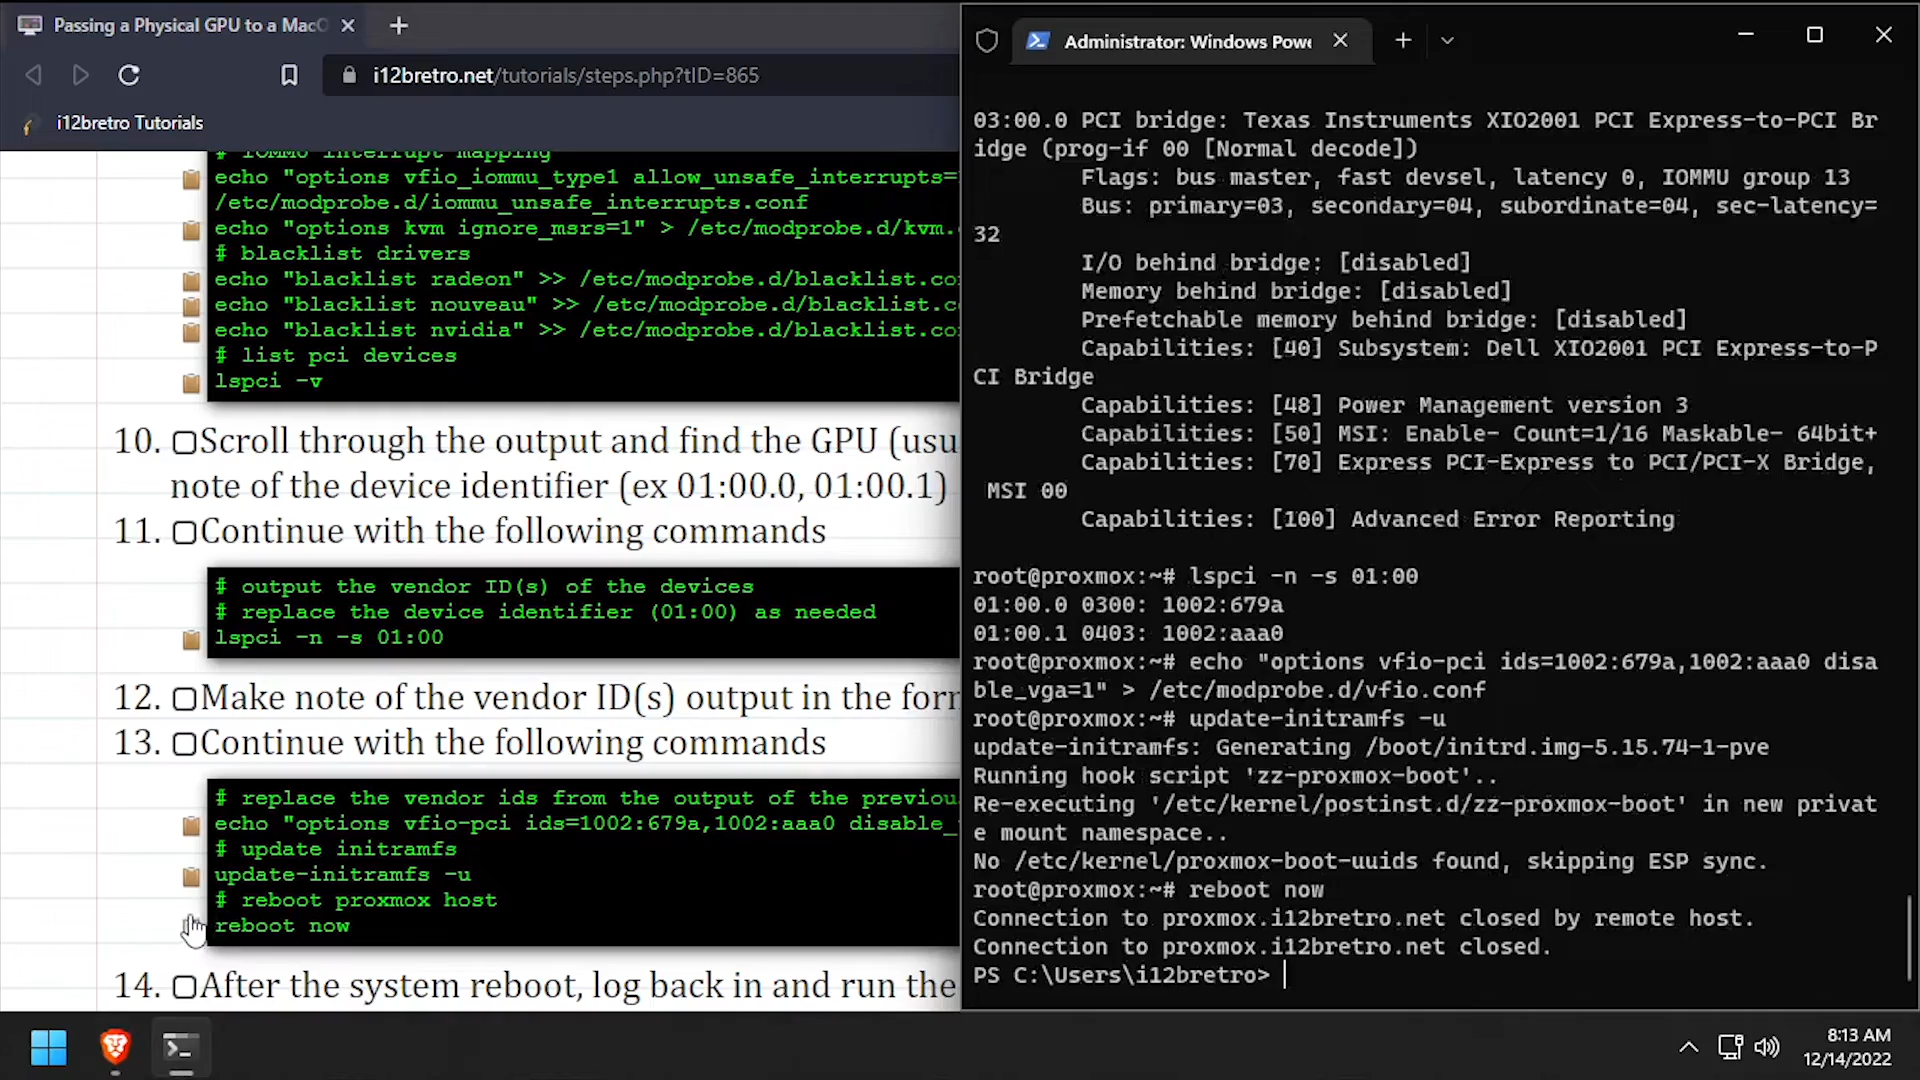 Passing a Physical GPU to a MacO
i12bretro.net/tutorials/steps.php?tID=865
i12bretro Tutorials
# IOMMU interrupt mapping
echo "options vfio_iommu_type1 allow_unsafe_interrupts=
/etc/modprobe.d/iommu_unsafe_interrupts.conf
echo "options kvm ignore_msrs=1" > /etc/modprobe.d/kvm.
# blacklist drivers
echo "blacklist radeon" >> /etc/modprobe.d/blacklist.co
echo "blacklist nouveau" >> /etc/modprobe.d/blacklist.c
echo "blacklist nvidia" >> /etc/modprobe.d/blacklist.co
# list pci devices
lspci -v
10. Scroll through the output and find the GPU (usu
note of the device identifier (ex 01:00.0, 01:00.1)
11. Continue with the following commands
# output the vendor ID(s) of the devices
# replace the device identifier (01:00) as needed
lspci -n -s 01:00
12. Make note of the vendor ID(s) output in the form
13. Continue with the following commands
# replace the vendor ids from the output of the previou
echo "options vfio-pci ids=1002:679a,1002:aaa0 disable_
# update initramfs
update-initramfs -u
# reboot proxmox host
reboot now
14. After the system reboot, log back in and run the
Administrator: Windows Powe
03:00.0 PCI bridge: Texas Instruments XIO2001 PCI Express-to-PCI Br
idge (prog-if 00 [Normal decode])
Flags: bus master, fast devsel, latency 0, IOMMU group 13
Bus: primary=03, secondary=04, subordinate=04, sec-latency=
32
I/O behind bridge: [disabled]
Memory behind bridge: [disabled]
Prefetchable memory behind bridge: [disabled]
Capabilities: [40] Subsystem: Dell XIO2001 PCI Express-to-P
CI Bridge
Capabilities: [48] Power Management version 3
Capabilities: [50] MSI: Enable- Count=1/16 Maskable- 64bit+
Capabilities: [70] Express PCI-Express to PCI/PCI-X Bridge,
MSI 00
Capabilities: [100] Advanced Error Reporting
root@proxmox:~# lspci -n -s 01:00
01:00.0 0300: 1002:679a
01:00.1 0403: 1002:aaa0
root@proxmox:~# echo "options vfio-pci ids=1002:679a,1002:aaa0 disa
ble_vga=1" > /etc/modprobe.d/vfio.conf
root@proxmox:~# update-initramfs -u
update-initramfs: Generating /boot/initrd.img-5.15.74-1-pve
Running hook script 'zz-proxmox-boot'..
Re-executing '/etc/kernel/postinst.d/zz-proxmox-boot' in new privat
e mount namespace..
No /etc/kernel/proxmox-boot-uuids found, skipping ESP sync.
root@proxmox:~# reboot now
Connection to proxmox.i12bretro.net closed by remote host.
Connection to proxmox.i12bretro.net closed.
PS C:\Users\i12bretro>
8:13 AM
12/14/2022